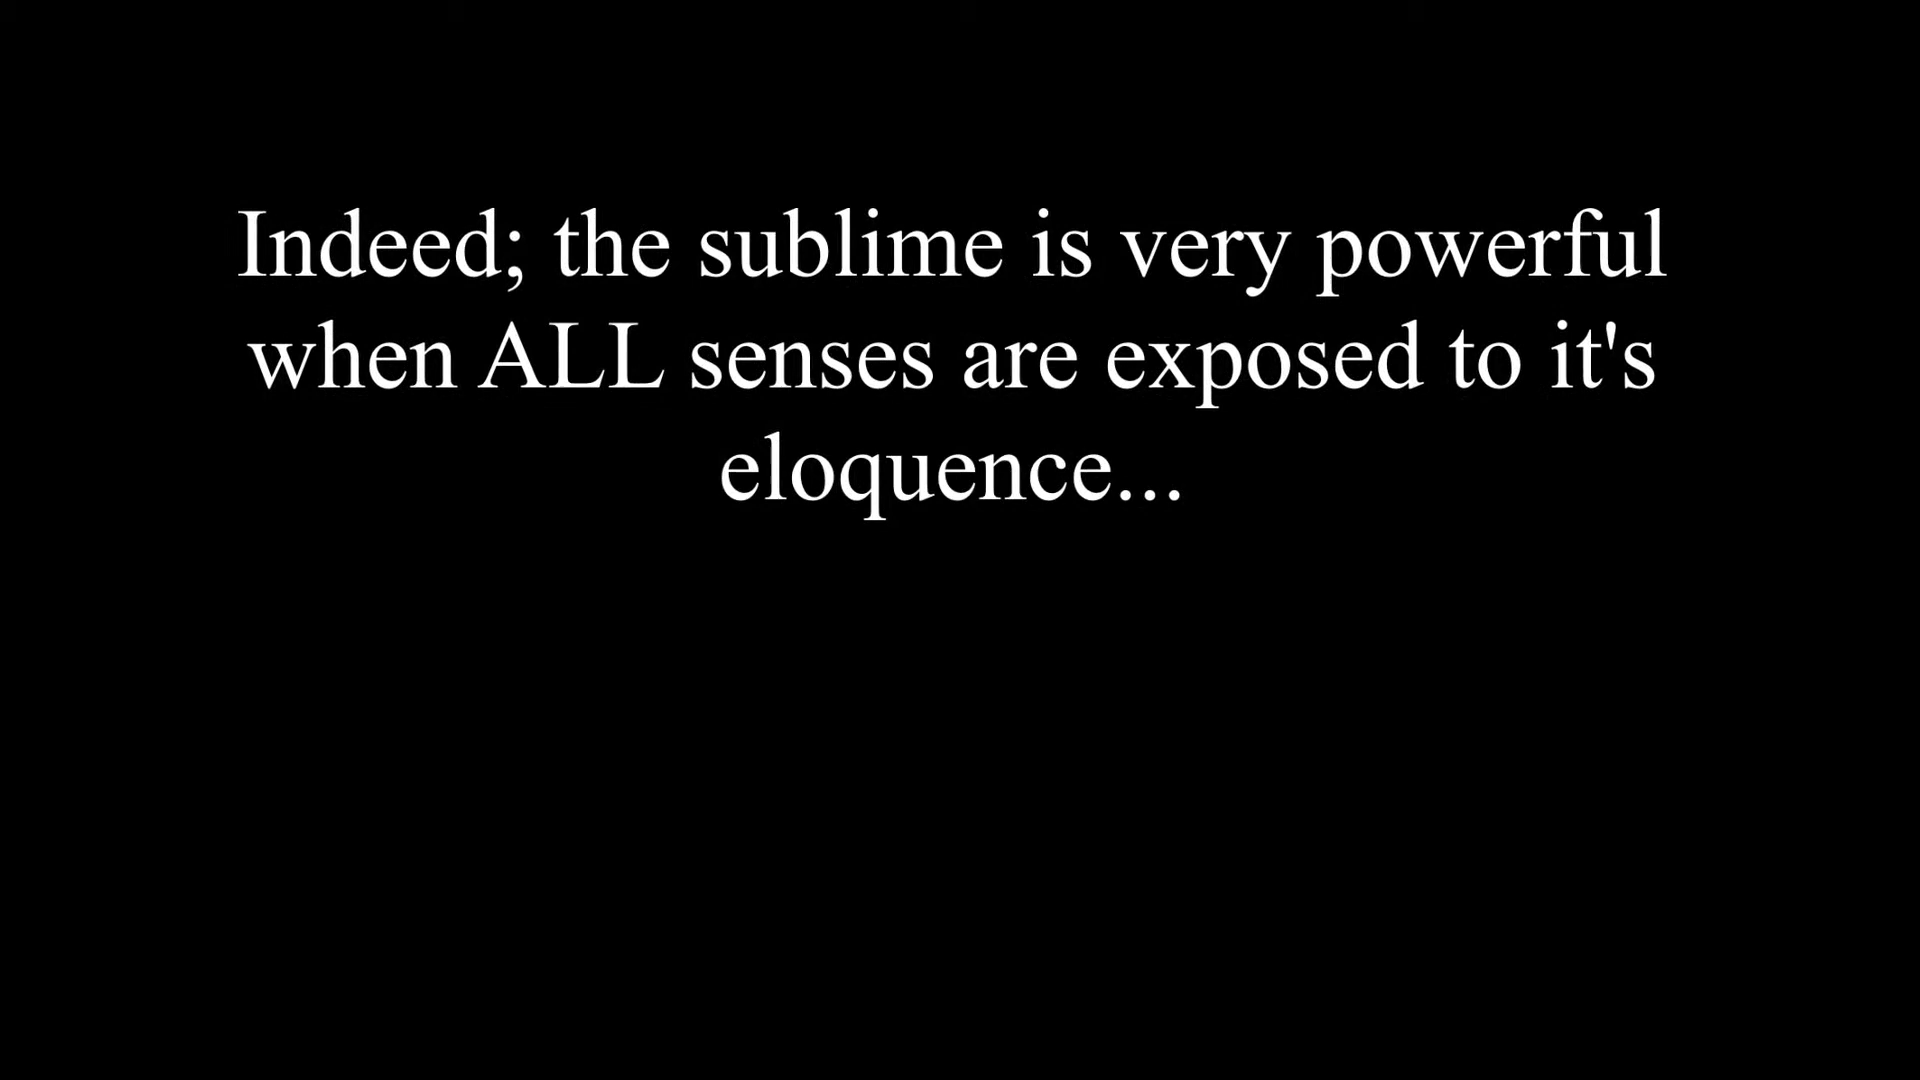 Indeed; the sublime is very powerful
when ALL senses are exposed to it's
eloquence...